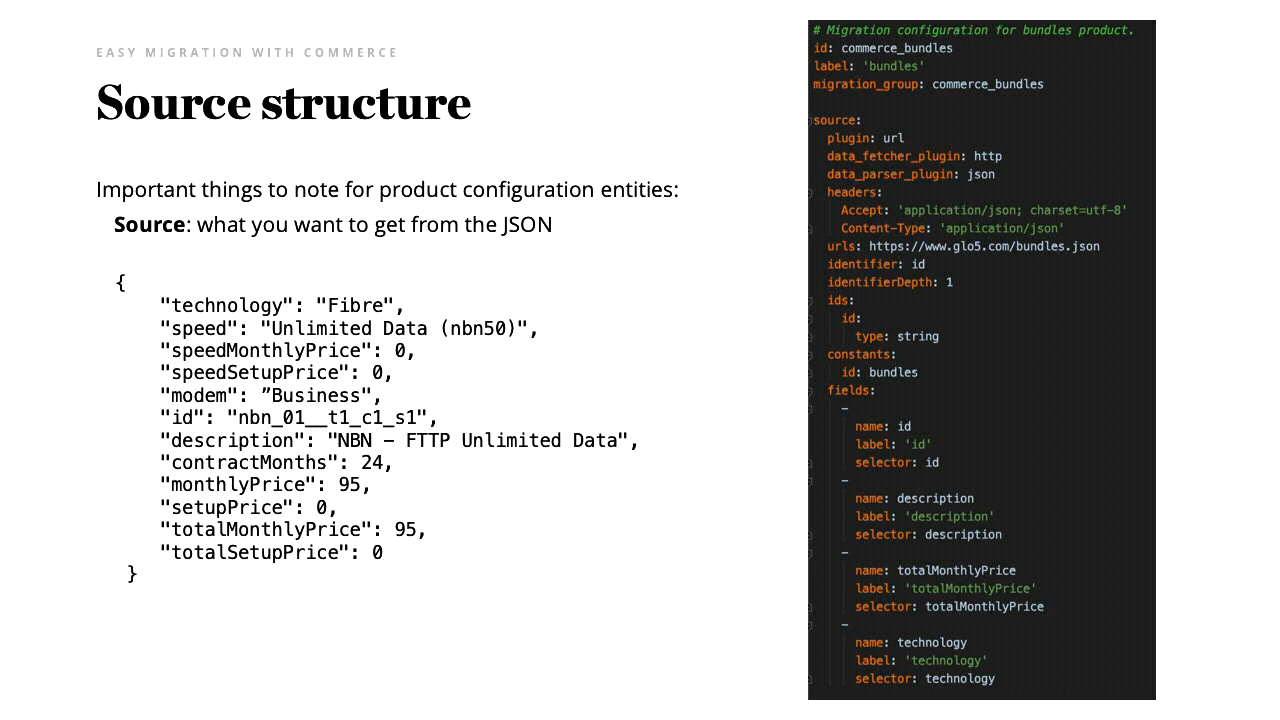 EASY MIGRATION WITH COMMERCE
Source structure
Important things to note for product configuration entities:
Source: what you want to get from the JSON
{
"technology": "Fibre",
"speed": "Unlimited Data (nbn50)",
"speedMonthlyPrice": 0,
"speedSetupPrice": 0,
"modem": ”Business",
"id": "nbn_01__t1_c1_s1",
"description": "NBN – FTTP Unlimited Data",
"contractMonths": 24,
"monthlyPrice": 95,
"setupPrice": 0,
"totalMonthlyPrice": 95,
"totalSetupPrice": 0
}
# Migration configuration for bundles product.
id: commerce_bundles
label: 'bundles'
migration_group: commerce_bundles
source:
plugin: url
data_fetcher_plugin: http
data_parser_plugin: json
headers:
Accept: 'application/json; charset=utf-8'
Content-Type: 'application/json'
urls: https://www.glo5.com/bundles.json
identifier: id
identifierDepth: 1
ids:
id:
type: string
constants:
id: bundles
fields:
-
name: id
label: 'id'
selector: id
-
name: description
label: 'description'
selector: description
-
name: totalMonthlyPrice
label: 'totalMonthlyPrice'
selector: totalMonthlyPrice
-
name: technology
label: 'technology'
selector: technology